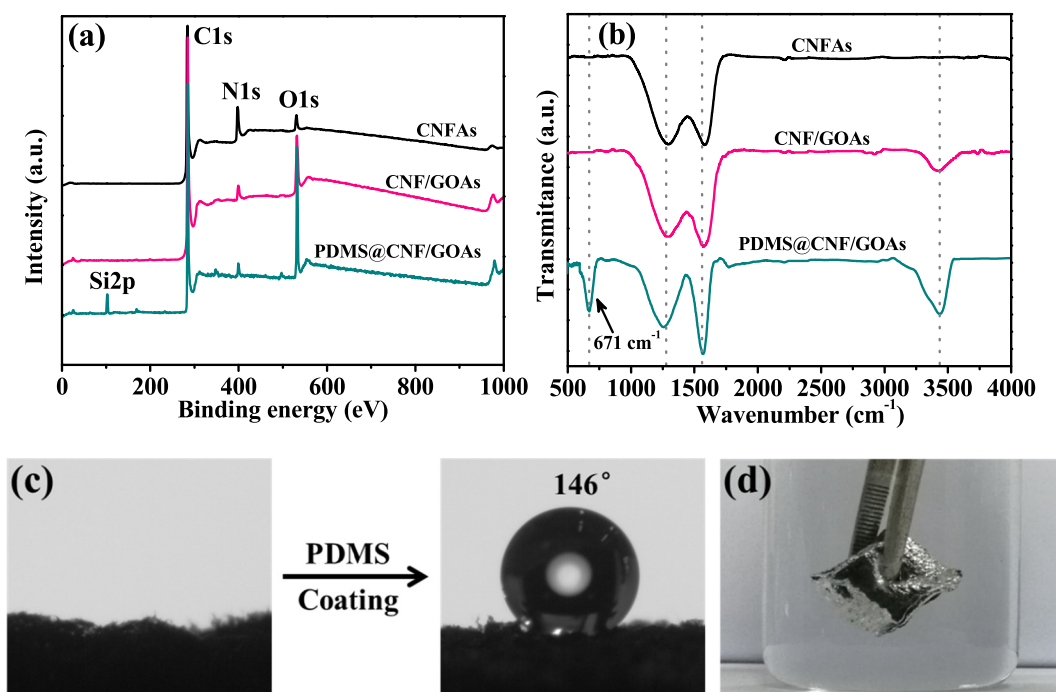 (a)
C1s
N1s
O1s
CNFAs
CNF/GOAs
PDMS@CNF/GOAs
Si2p
Intensity (a.u.)
0 200 400 600 800 1000
Binding energy (eV)
(b)
CNFAs
CNF/GOAs
PDMS@CNF/GOAs
671 cm⁻¹
Transmitance (a.u.)
500 1000 1500 2000 2500 3000 3500 4000
Wavenumber (cm⁻¹)
(c)
PDMS
Coating
146°
(d)